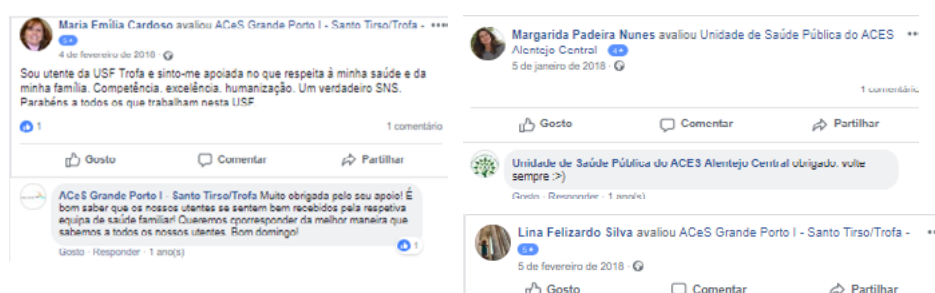 Maria Emília Cardoso avaliou ACeS Grande Porto I - Santo Tirso/Trofa -
5★
4 de fevereiro de 2018 ·
Sou utente da USF Trofa e sinto-me apoiada no que respeita à minha saúde e da
minha família. Competência, excelência, humanização. Um verdadeiro SNS.
Parabéns a todos os que trabalham nesta USF
1
1 comentário
Gosto Comentar Partilhar
ACeS Grande Porto I - Santo Tirso/Trofa Muito obrigada pelo seu apoio! É
bom saber que os nossos utentes se sentem bem recebidos pela respetiva
equipa de saúde familiar! Queremos cporresponder da melhor maneira que
sabemos a todos os nossos utentes. Bom domingo!
1
Gosto · Responder · 1 ano(s)
Margarida Padeira Nunes avaliou Unidade de Saúde Pública do ACES
Alentejo Central
5 de janeiro de 2018 ·
1 comentário
Gosto Comentar Partilhar
Unidade de Saúde Pública do ACES Alentejo Central obrigado. volte
sempre :>)
Gosto · Responder · 1 ano(s)
Lina Felizardo Silva avaliou ACeS Grande Porto I - Santo Tirso/Trofa -
5★
5 de fevereiro de 2018 ·
Gosto Comentar Partilhar